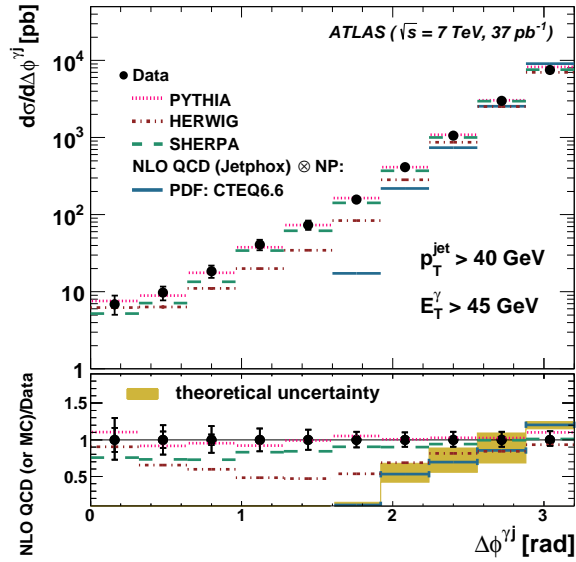 dσ/dΔφ^γj [pb]
ATLAS (√s = 7 TeV, 37 pb⁻¹)
Data
PYTHIA
HERWIG
SHERPA
NLO QCD (Jetphox) ⊗ NP:
PDF: CTEQ6.6
p_T^jet > 40 GeV
E_T^γ > 45 GeV
10⁴
10³
10²
10
1
NLO QCD (or MC)/Data
theoretical uncertainty
1.5
1
0.5
0 1 2 3
Δφ^γj [rad]